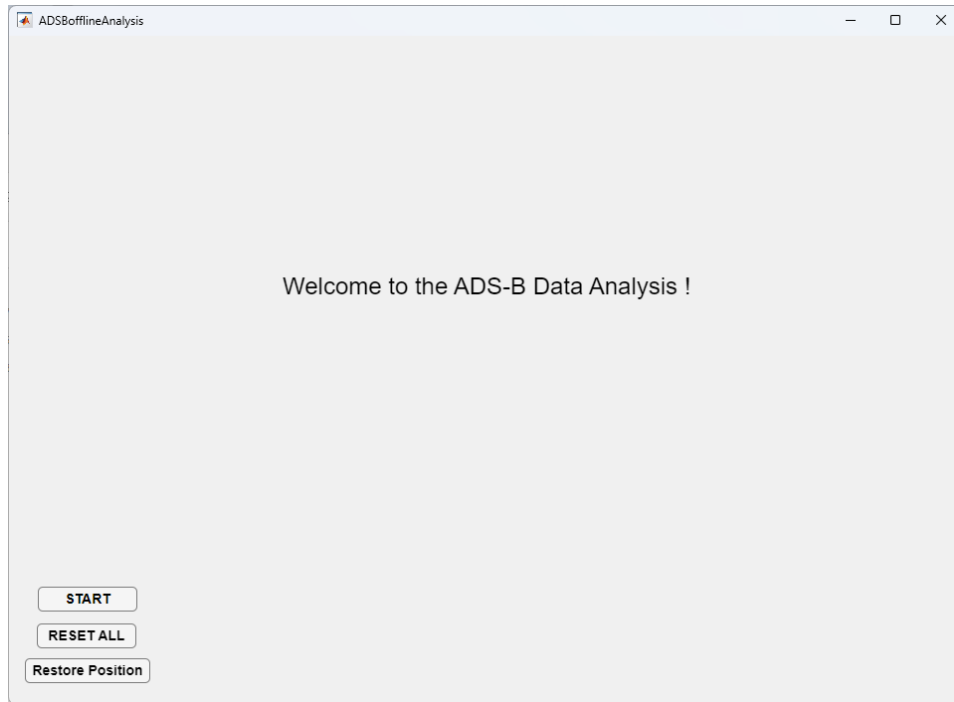 ADSBofflineAnalysis
Welcome to the ADS-B Data Analysis !
START
RESET ALL
Restore Position